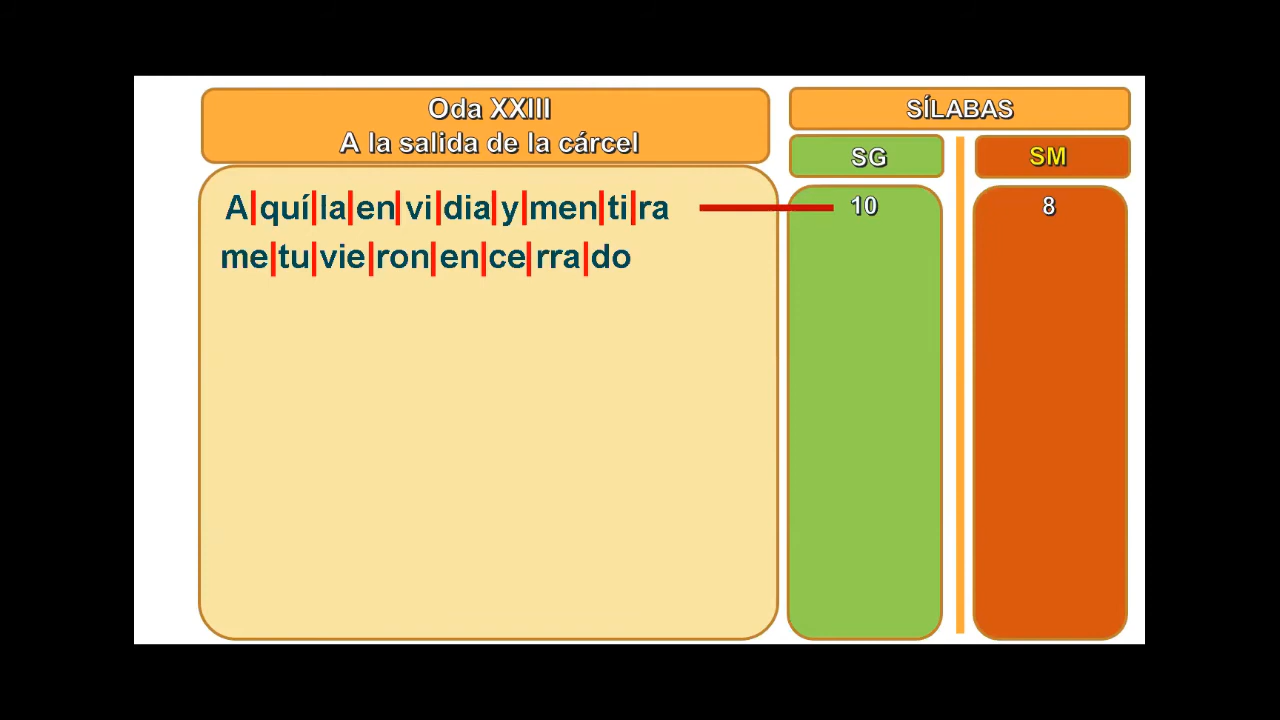 Oda XXIII
A la salida de la cárcel
SÍLABAS
SG
SM
A|quí|la|en|vi|dia|y|men|ti|ra
10
8
me|tu|vie|ron|en|ce|rra|do